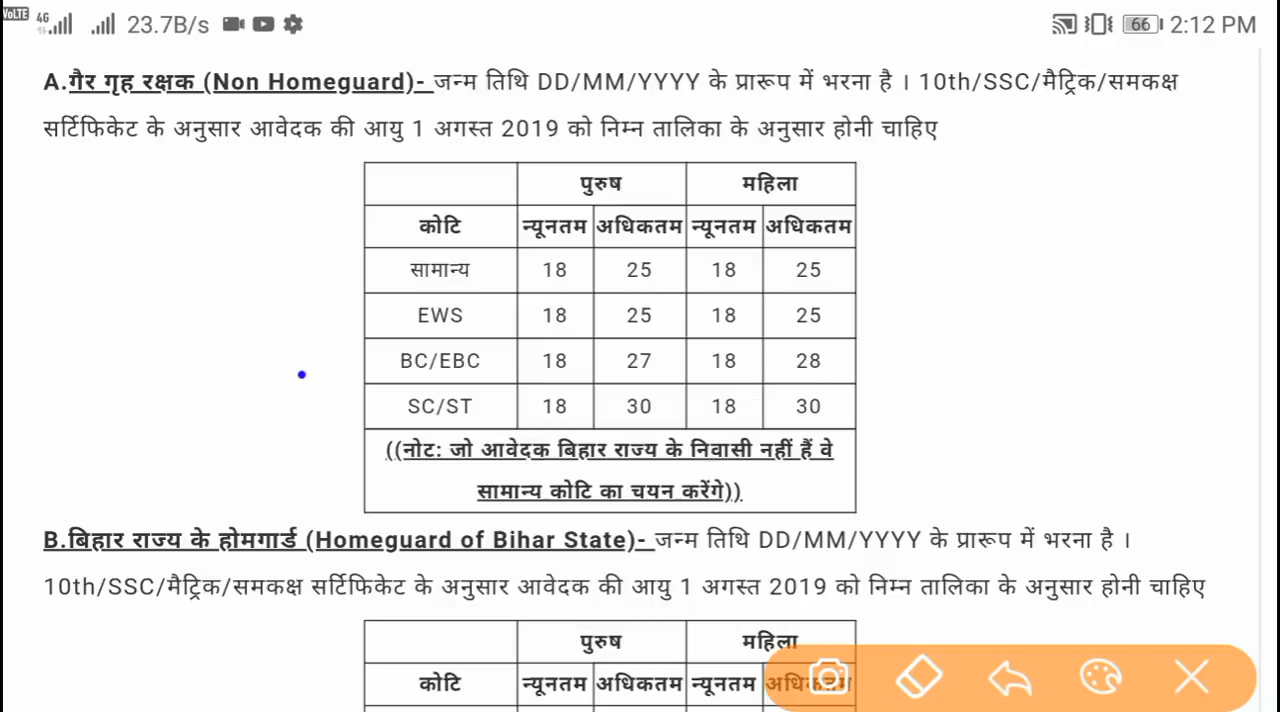 VoLTE 4G 23.7B/s 66 2:12 PM
A.गैर गृह रक्षक (Non Homeguard)- जन्म तिथि DD/MM/YYYY के प्रारूप में भरना है । 10th/SSC/मैट्रिक/समकक्ष
सर्टिफिकेट के अनुसार आवेदक की आयु 1 अगस्त 2019 को निम्न तालिका के अनुसार होनी चाहिए
पुरुष महिला
कोटि न्यूनतम अधिकतम न्यूनतम अधिकतम
सामान्य 18 25 18 25
EWS 18 25 18 25
BC/EBC 18 27 18 28
SC/ST 18 30 18 30
((नोट: जो आवेदक बिहार राज्य के निवासी नहीं हैं वे
सामान्य कोटि का चयन करेंगे))
B.बिहार राज्य के होमगार्ड (Homeguard of Bihar State)- जन्म तिथि DD/MM/YYYY के प्रारूप में भरना है ।
10th/SSC/मैट्रिक/समकक्ष सर्टिफिकेट के अनुसार आवेदक की आयु 1 अगस्त 2019 को निम्न तालिका के अनुसार होनी चाहिए
पुरुष महिला
कोटि न्यूनतम अधिकतम न्यूनतम अधिकतम